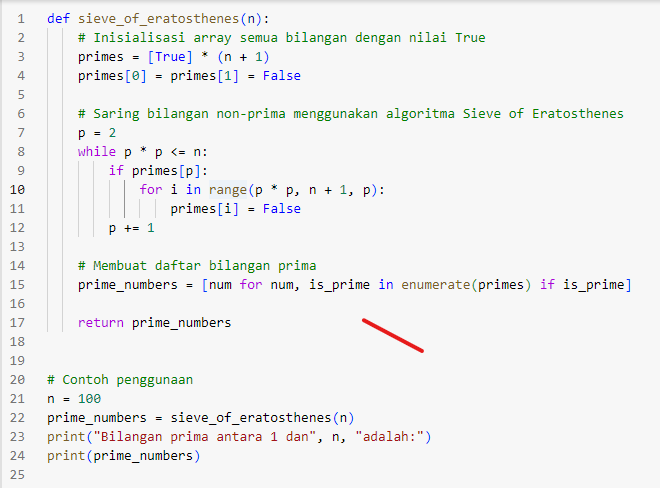 1 def sieve_of_eratosthenes(n):
2     # Inisialisasi array semua bilangan dengan nilai True
3     primes = [True] * (n + 1)
4     primes[0] = primes[1] = False
5
6     # Saring bilangan non-prima menggunakan algoritma Sieve of Eratosthenes
7     p = 2
8     while p * p <= n:
9         if primes[p]:
10             for i in range(p * p, n + 1, p):
11                 primes[i] = False
12         p += 1
13
14     # Membuat daftar bilangan prima
15     prime_numbers = [num for num, is_prime in enumerate(primes) if is_prime]
16
17     return prime_numbers
18
19
20 # Contoh penggunaan
21 n = 100
22 prime_numbers = sieve_of_eratosthenes(n)
23 print("Bilangan prima antara 1 dan", n, "adalah:")
24 print(prime_numbers)
25